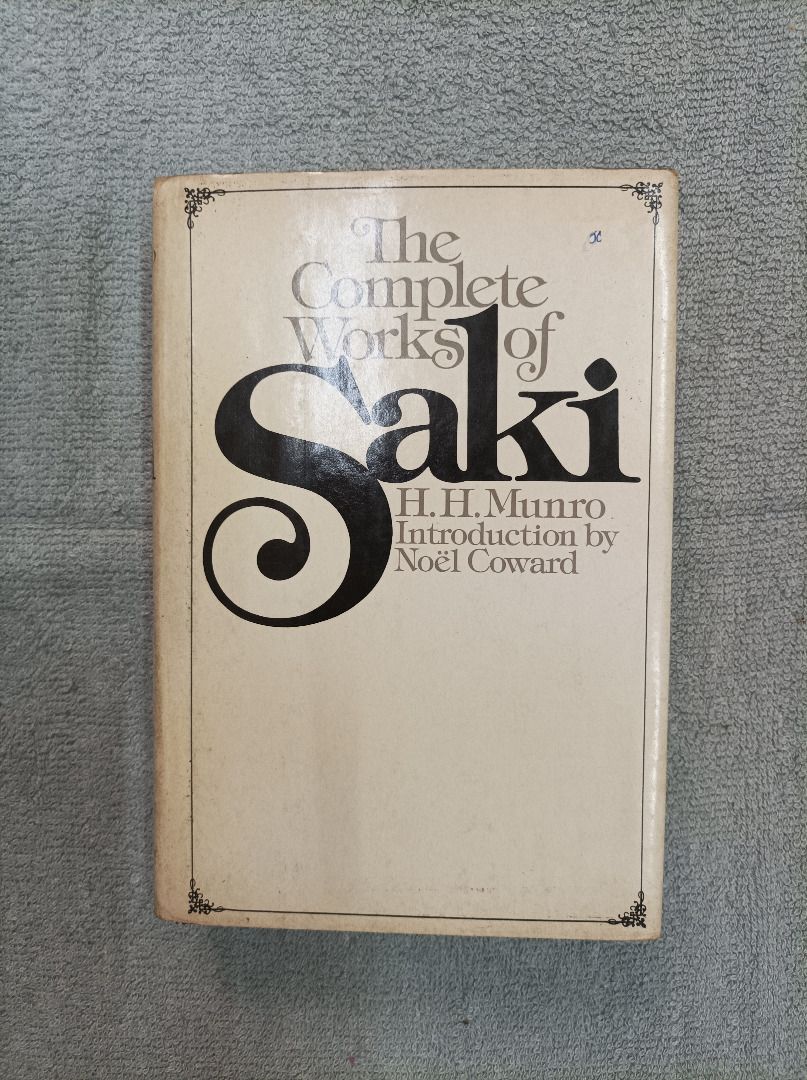 The
Complete
Works of
Saki
H. H. Munro
Introduction by
Noël Coward